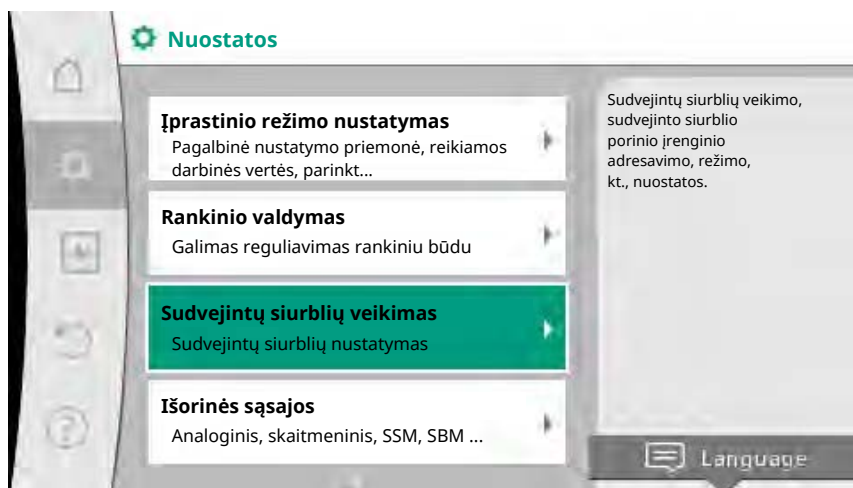 Nuostatos
Įprastinio režimo nustatymas
Pagalbinė nustatymo priemonė, reikiamos
darbinės vertės, parinkt...
Rankinio valdymas
Galimas reguliavimas rankiniu būdu
Sudvejintų siurblių veikimas
Sudvejintų siurblių nustatymas
Išorinės sąsajos
Analoginis, skaitmeninis, SSM, SBM ...
Sudvejintų siurblių veikimo,
sudvejinto siurblio
porinio įrenginio
adresavimo, režimo,
kt., nuostatos.
Language